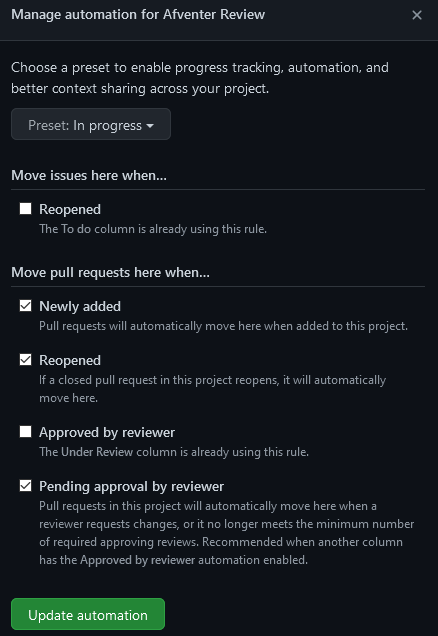 Manage automation for Afventer Review
Choose a preset to enable progress tracking, automation, and
better context sharing across your project.
Preset: In progress
Move issues here when...
Reopened
The To do column is already using this rule.
Move pull requests here when...
Newly added
Pull requests will automatically move here when added to this project.
Reopened
If a closed pull request in this project reopens, it will automatically
move here.
Approved by reviewer
The Under Review column is already using this rule.
Pending approval by reviewer
Pull requests in this project will automatically move here when a
reviewer requests changes, or it no longer meets the minimum number
of required approving reviews. Recommended when another column
has the Approved by reviewer automation enabled.
Update automation